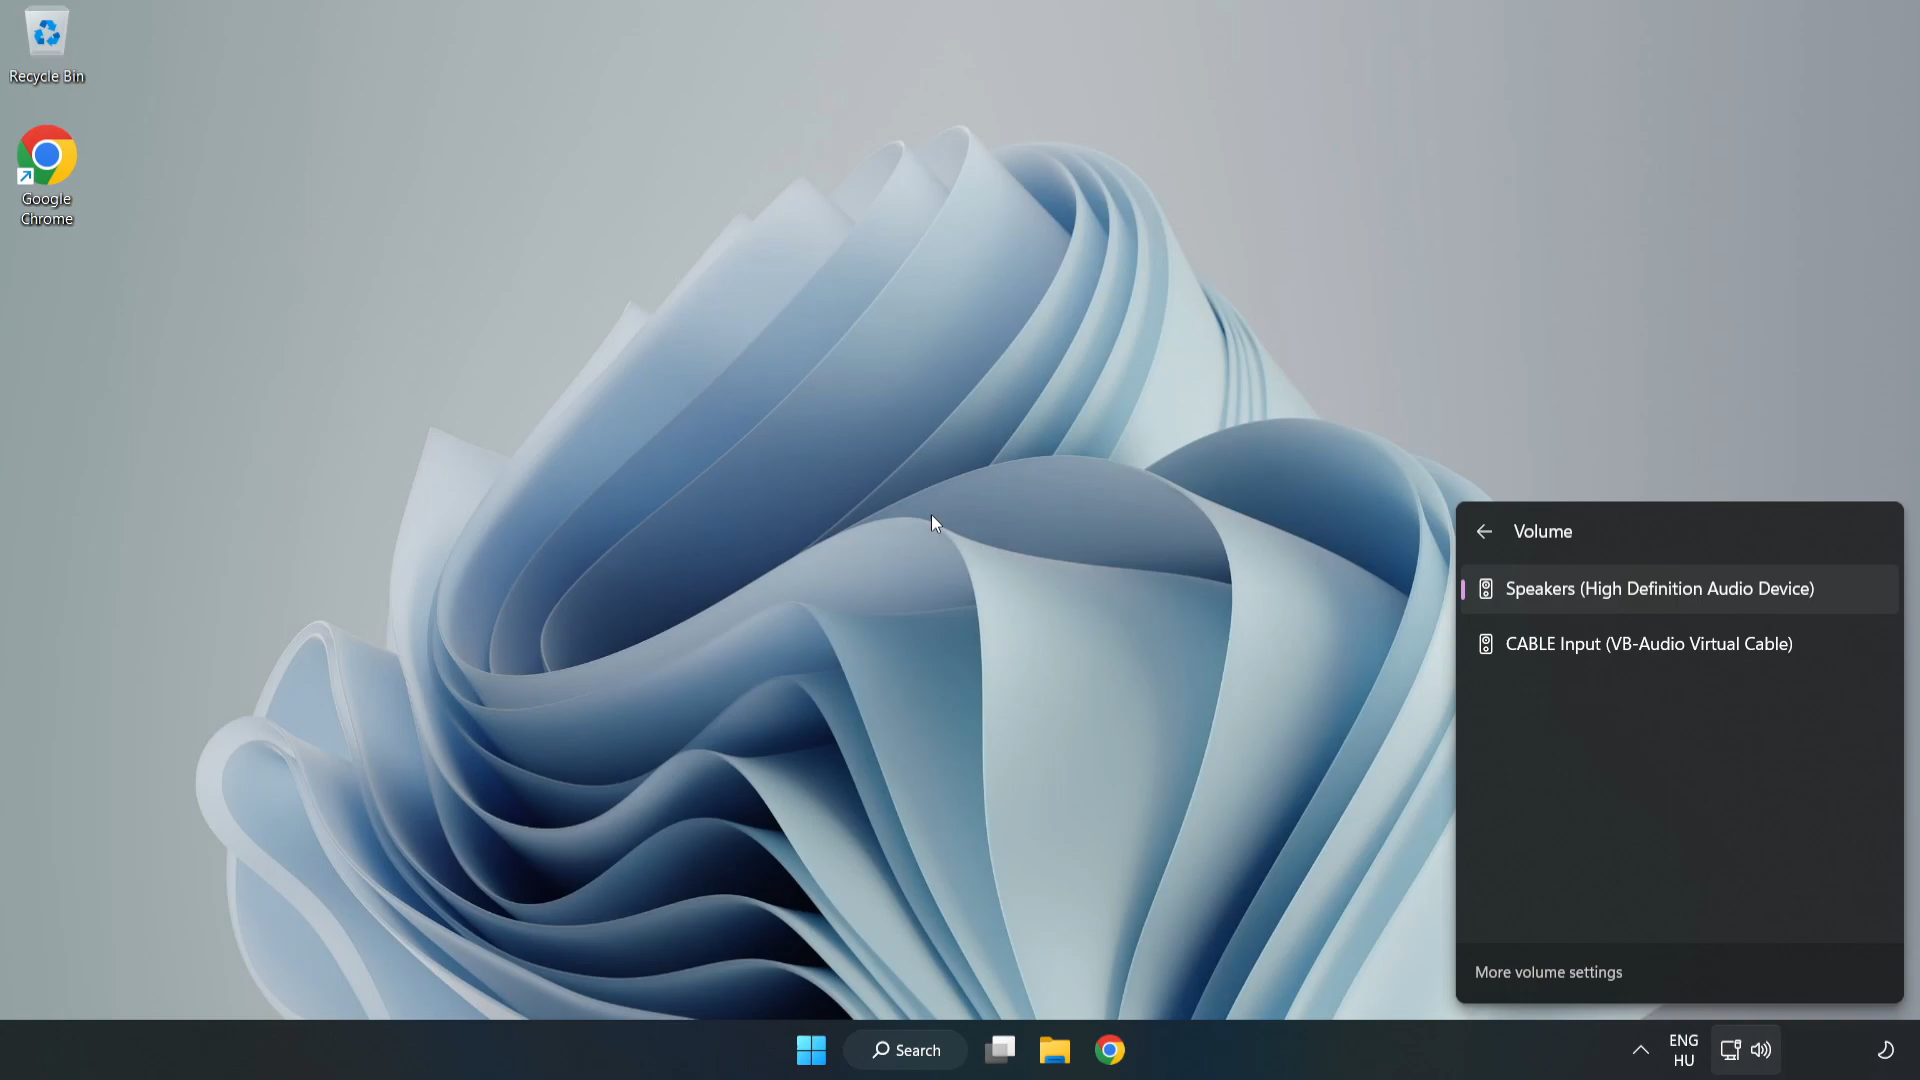 Recycle Bin
Google
Chrome
Volume
Speakers (High Definition Audio Device)
CABLE Input (VB-Audio Virtual Cable)
More volume settings
Search
ENG
HU